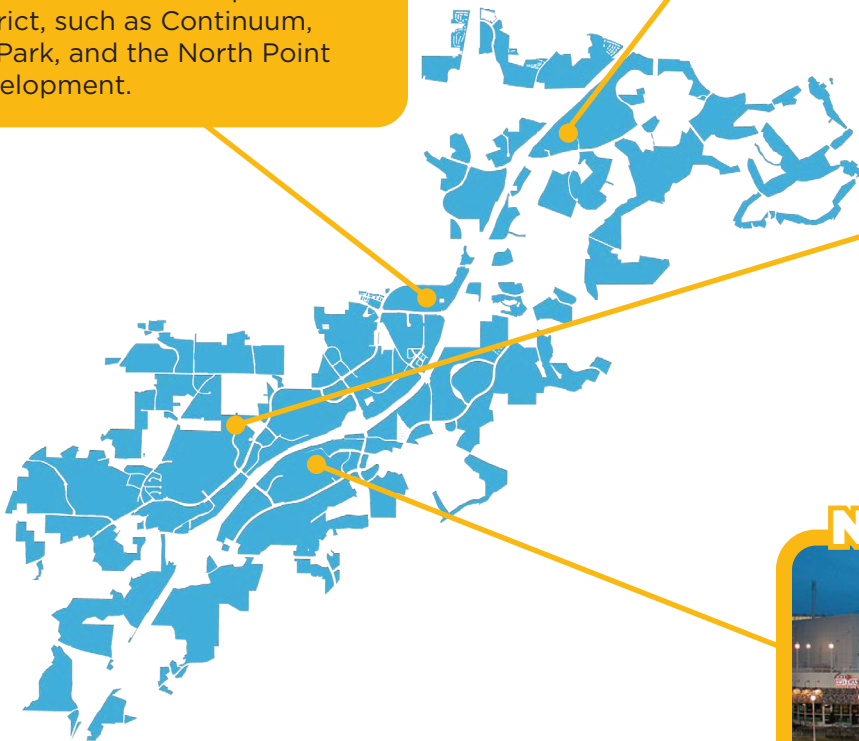 rict, such as Continuum,
Park, and the North Point
elopment.
N